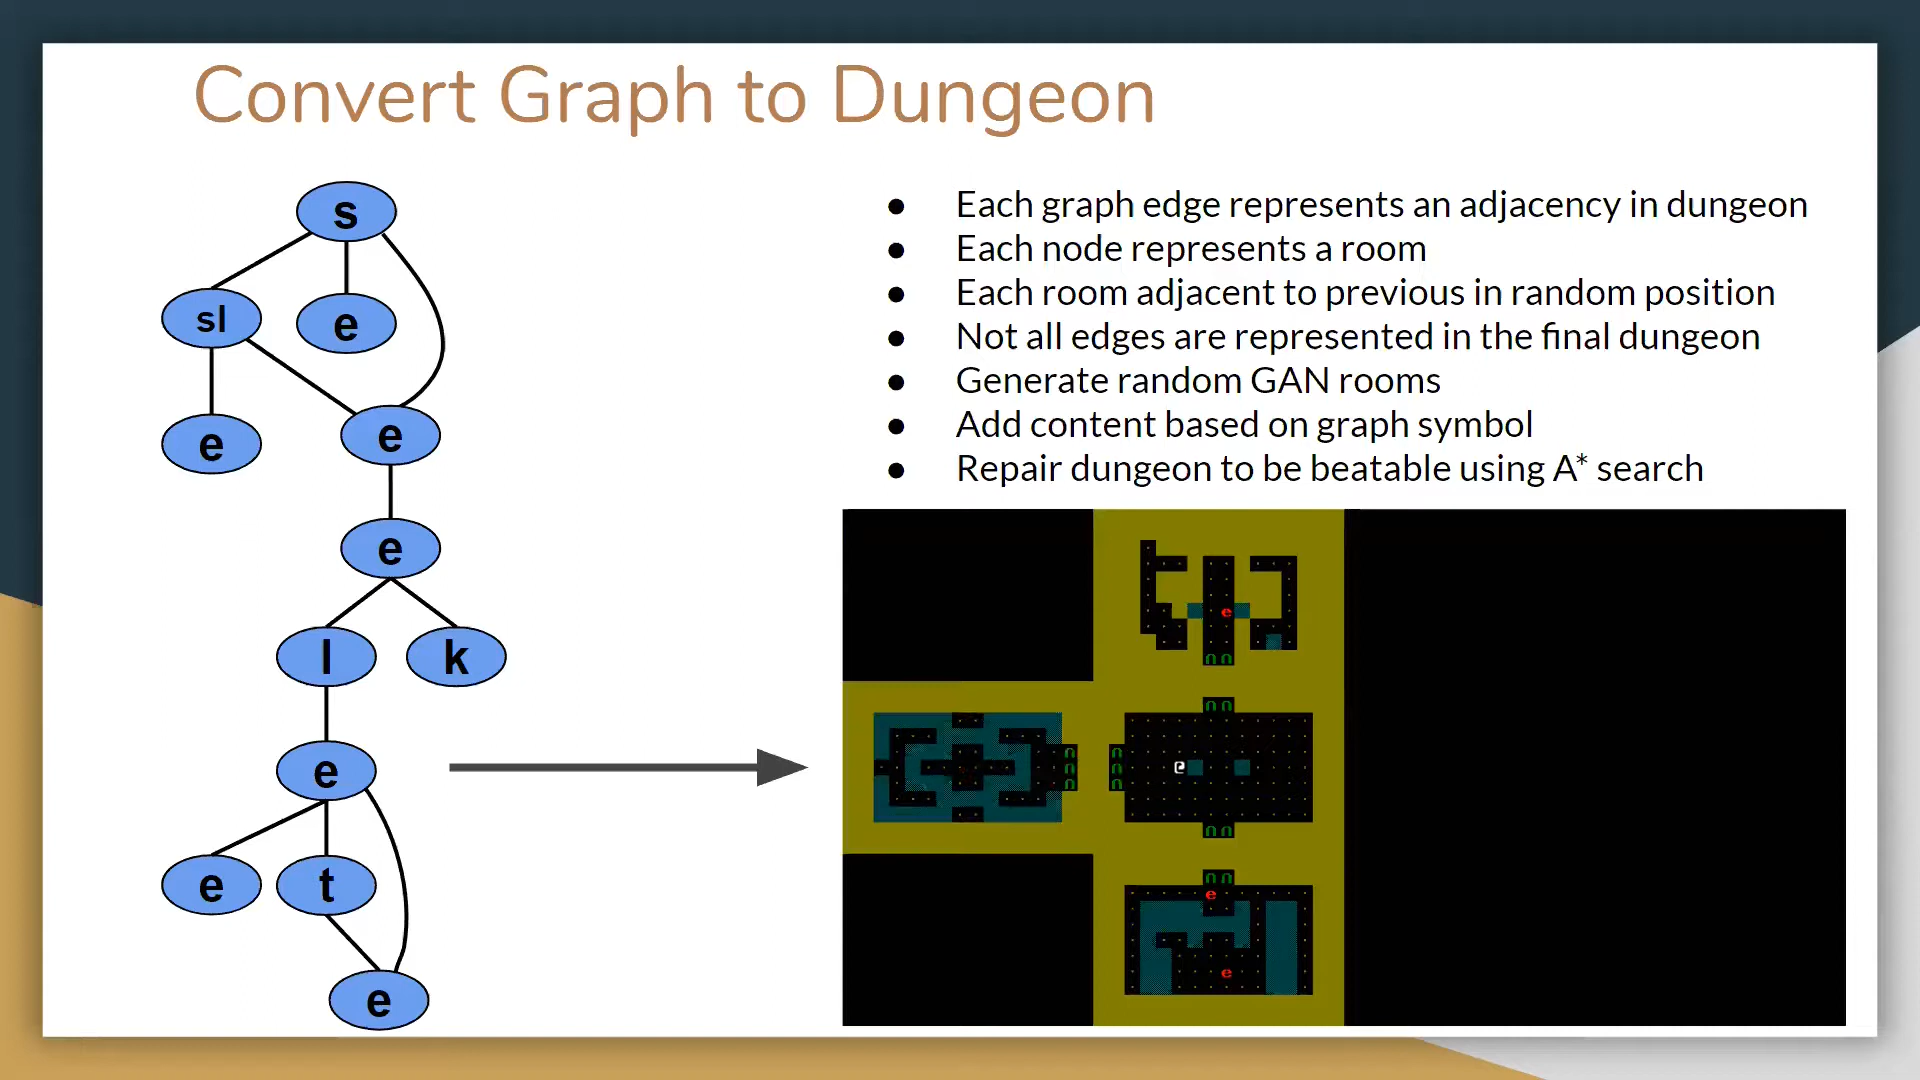 Convert Graph to Dungeon
s
sl
e
e
e
e
l
k
e
e
t
e
● Each graph edge represents an adjacency in dungeon
● Each node represents a room
● Each room adjacent to previous in random position
● Not all edges are represented in the final dungeon
● Generate random GAN rooms
● Add content based on graph symbol
● Repair dungeon to be beatable using A* search
e
e
e